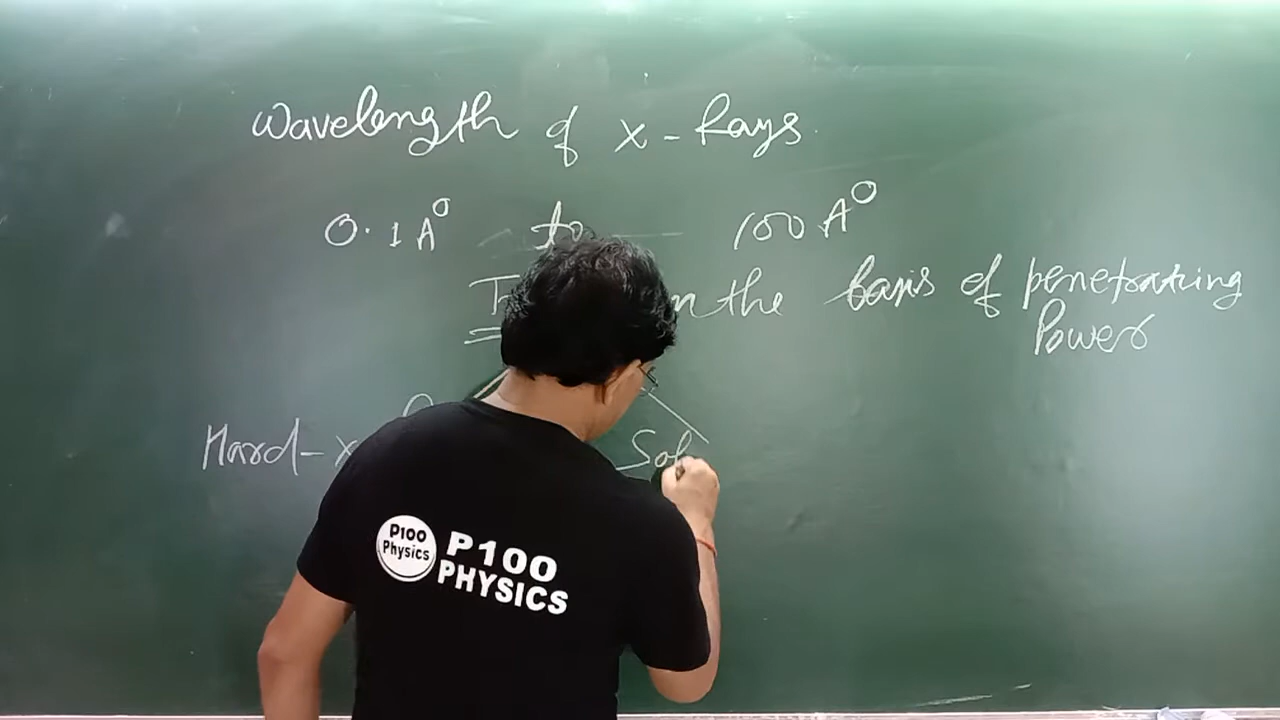 Wavelength of X-Rays.
0.1 A° to 100 A°
the basis of penetrating
Power
Hard-X
Sof
P100
Physics
P100
PHYSICS